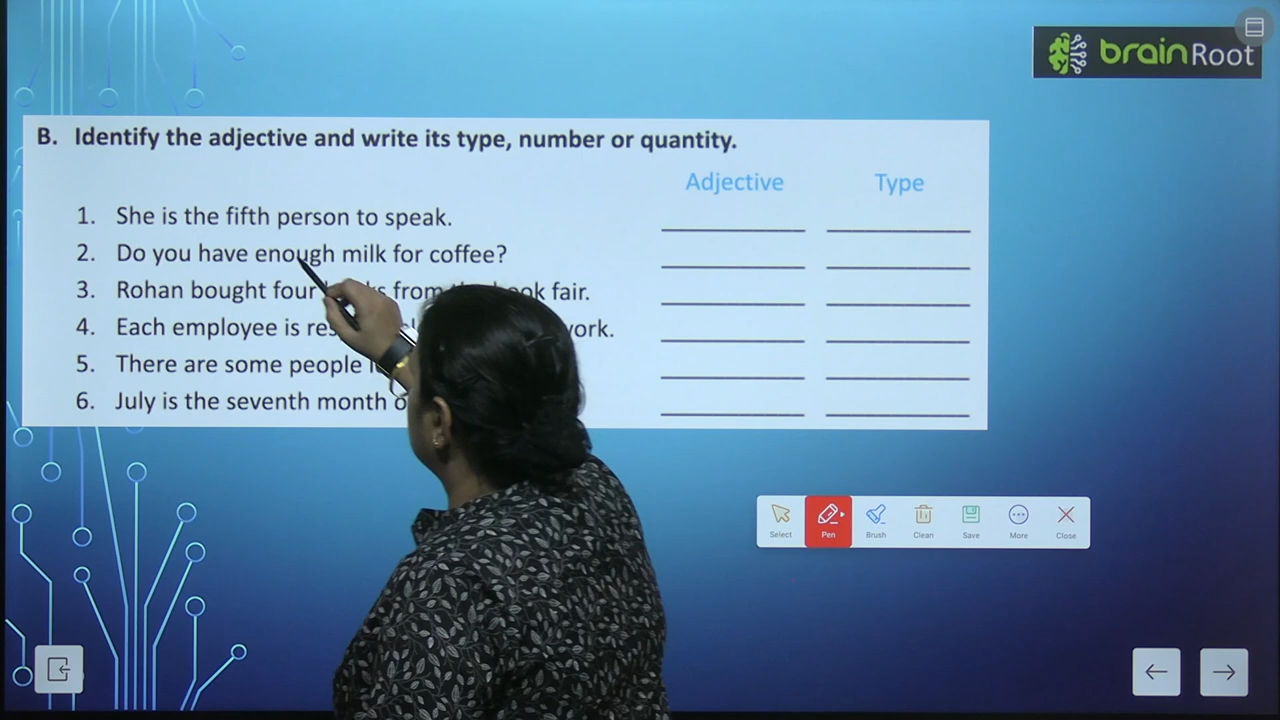 brainRoot
B. Identify the adjective and write its type, number or quantity.
Adjective Type
1. She is the fifth person to speak.
2. Do you have enough milk for coffee?
3. Rohan bought four from book fair.
4. Each employee is
5. There are some people
6. July is the seventh month
Select Pen Brush Clean Save More Close